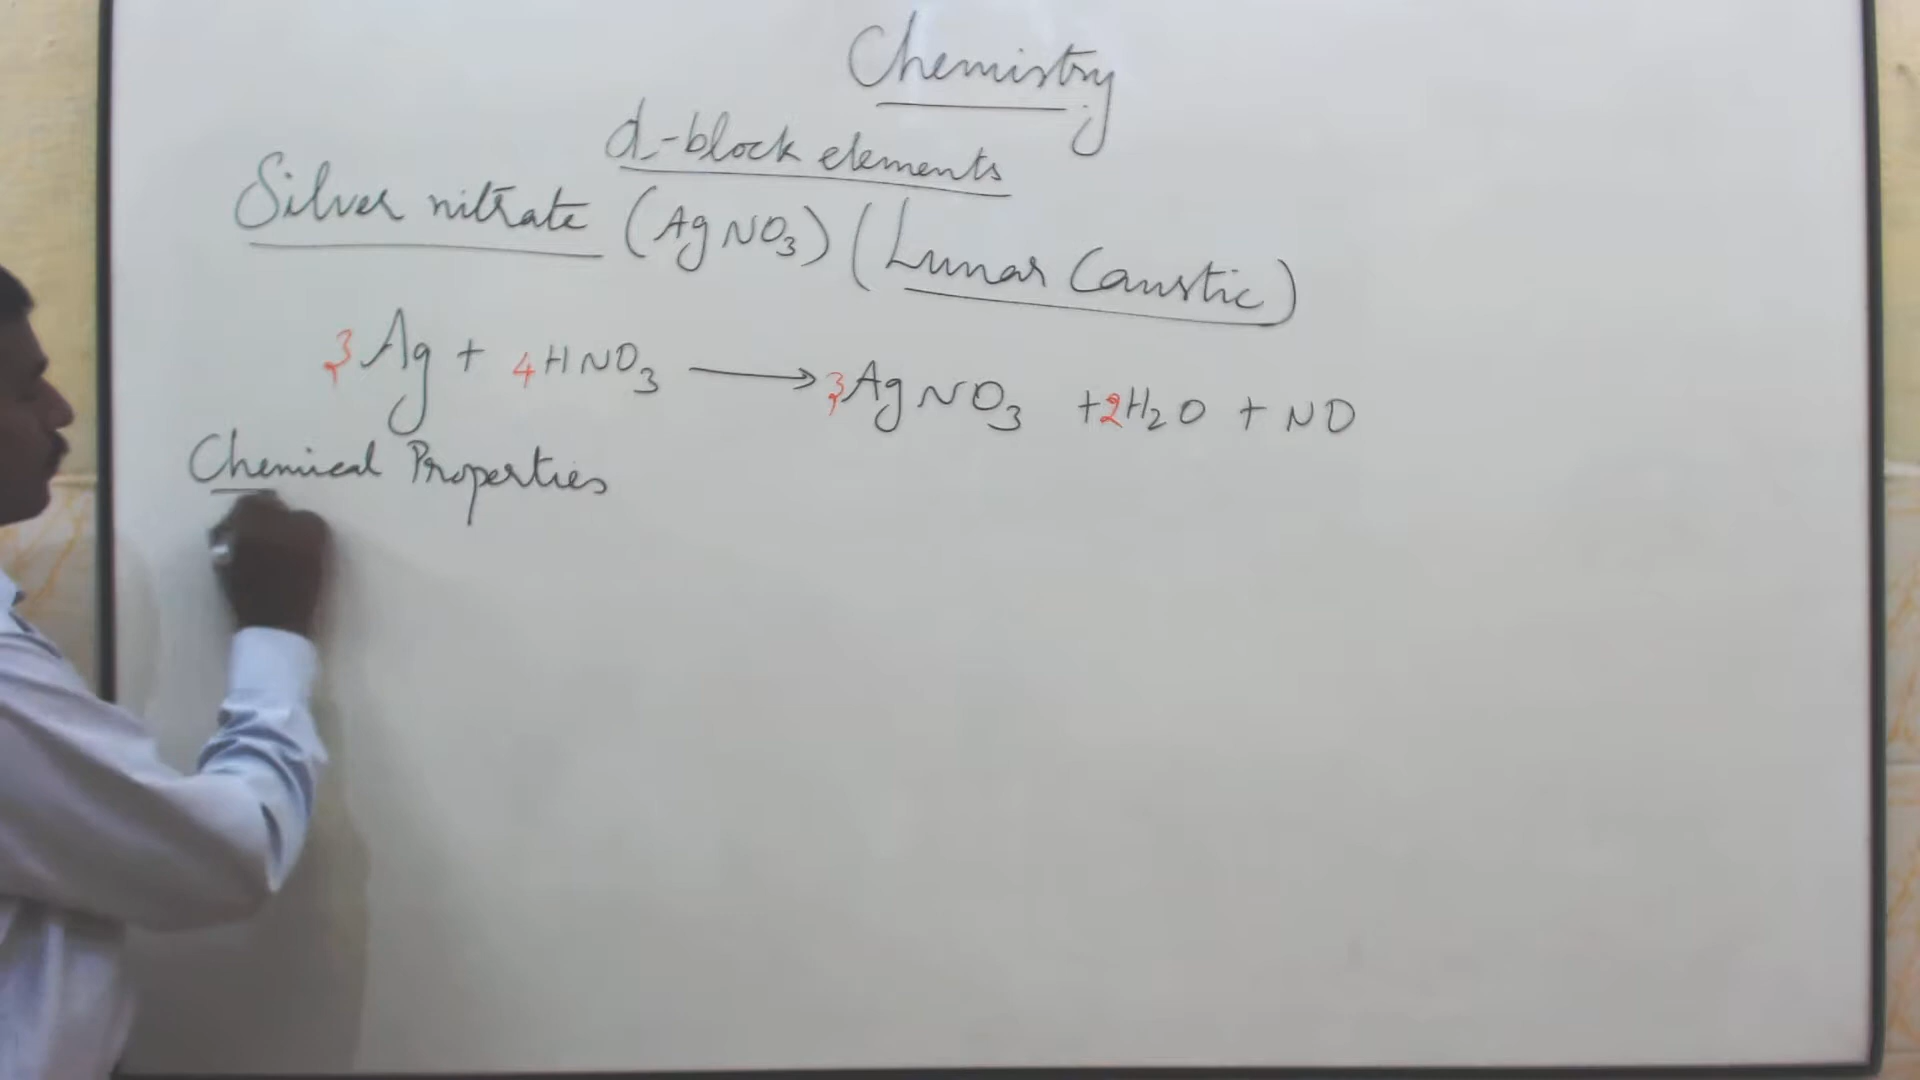 Chemistry
d-block elements
Silver nitrate (AgNO₃) (Lunar Caustic)
3Ag + 4HNO₃ ⟶ 3AgNO₃ + 2H₂O + NO
Chemical Properties